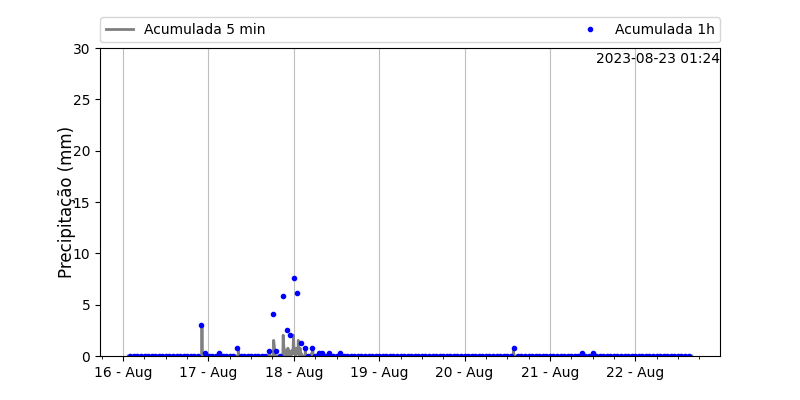 Acumulada 5 min
Acumulada 1h
2023-08-23 01:24
Precipitação (mm)
30
25
20
15
10
5
0
16 - Aug
17 - Aug
18 - Aug
19 - Aug
20 - Aug
21 - Aug
22 - Aug